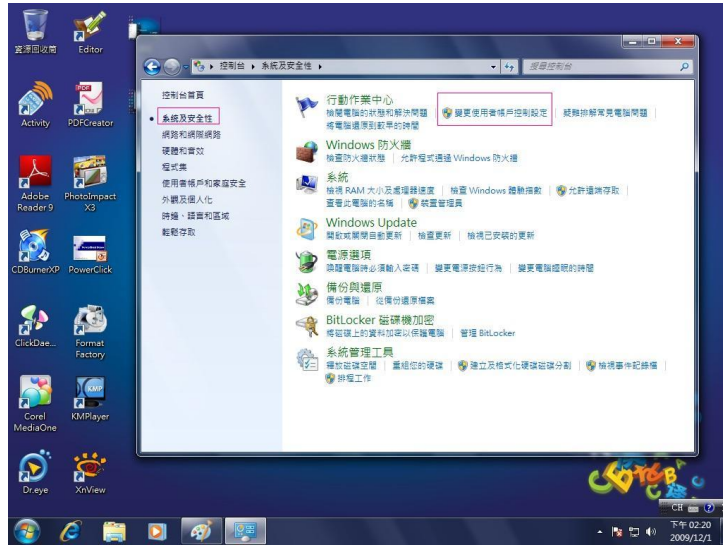 資源回收筒
Editor
Activity
PDFCreator
Adobe Reader 9
PhotoImpact X3
CDBurnerXP
PowerClick
ClickDae...
Format Factory
Corel MediaOne
KMPlayer
Dr.eye
XnView
控制台 ▸ 系統及安全性 ▸
搜尋控制台
控制台首頁
系統及安全性
網路和網際網路
硬體和音效
程式集
使用者帳戶和家庭安全
外觀及個人化
時鐘、語言和區域
輕鬆存取
行動作業中心
檢閱電腦的狀態和解決問題 變更使用者帳戶控制設定 疑難排解常見電腦問題
將電腦還原到較早的時間
Windows 防火牆
檢查防火牆狀態 允許程式通過 Windows 防火牆
系統
檢視 RAM 大小及處理器速度 檢查 Windows 體驗指數 允許遠端存取
查看此電腦的名稱 裝置管理員
Windows Update
開啟或關閉自動更新 檢查更新 檢視已安裝的更新
電源選項
喚醒電腦時必須輸入密碼 變更電源按鈕行為 變更電腦睡眠的時間
備份與還原
備份電腦 從備份還原檔案
BitLocker 磁碟機加密
將磁碟上的資料加密以保護電腦 管理 BitLocker
系統管理工具
釋放磁碟空間 重組您的硬碟 建立及格式化硬碟磁碟分割 檢視事件記錄檔
排程工作
CH
下午 02:20
2009/12/1